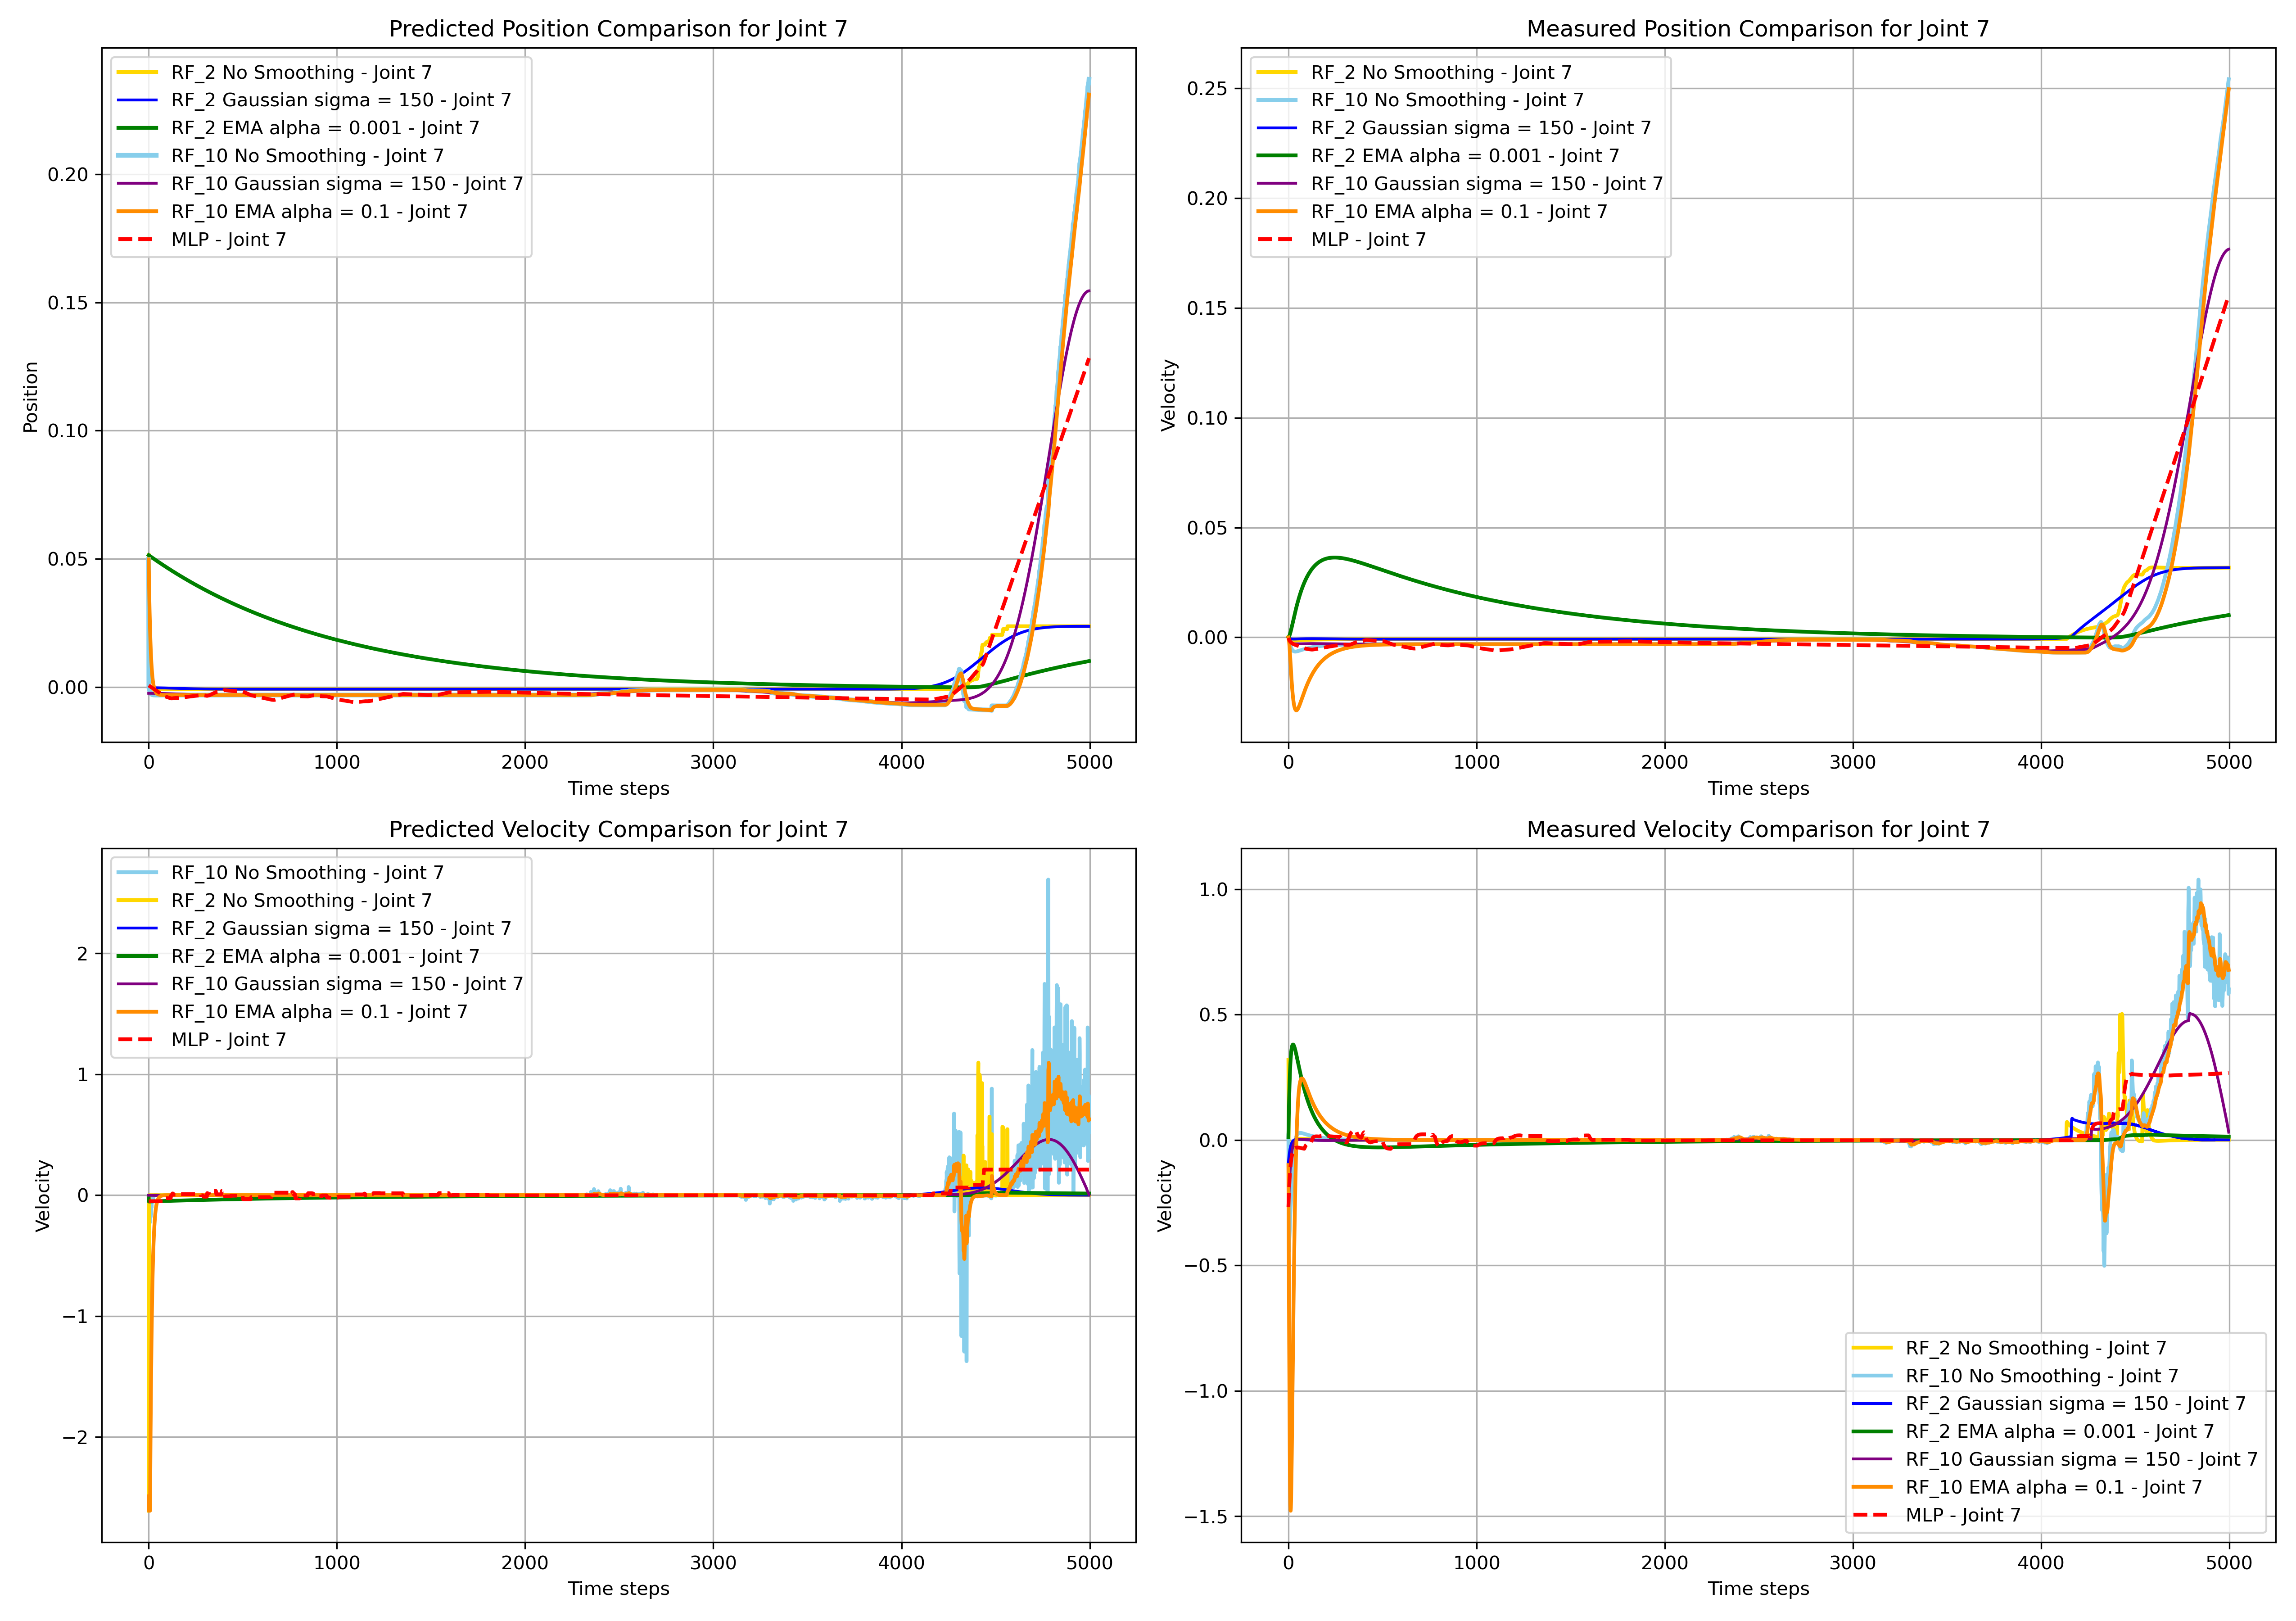 Predicted Position Comparison for Joint 7
RF_2 No Smoothing - Joint 7
RF_2 Gaussian sigma = 150 - Joint 7
RF_2 EMA alpha = 0.001 - Joint 7
RF_10 No Smoothing - Joint 7
RF_10 Gaussian sigma = 150 - Joint 7
RF_10 EMA alpha = 0.1 - Joint 7
MLP - Joint 7
Position
0.20
0.15
0.10
0.05
0.00
0 1000 2000 3000 4000 5000
Time steps
Measured Position Comparison for Joint 7
RF_2 No Smoothing - Joint 7
RF_10 No Smoothing - Joint 7
RF_2 Gaussian sigma = 150 - Joint 7
RF_2 EMA alpha = 0.001 - Joint 7
RF_10 Gaussian sigma = 150 - Joint 7
RF_10 EMA alpha = 0.1 - Joint 7
MLP - Joint 7
Velocity
0.25
0.20
0.15
0.10
0.05
0.00
0 1000 2000 3000 4000 5000
Time steps
Predicted Velocity Comparison for Joint 7
RF_10 No Smoothing - Joint 7
RF_2 No Smoothing - Joint 7
RF_2 Gaussian sigma = 150 - Joint 7
RF_2 EMA alpha = 0.001 - Joint 7
RF_10 Gaussian sigma = 150 - Joint 7
RF_10 EMA alpha = 0.1 - Joint 7
MLP - Joint 7
Velocity
2
1
0
−1
−2
0 1000 2000 3000 4000 5000
Time steps
Measured Velocity Comparison for Joint 7
Velocity
1.0
0.5
0.0
−0.5
−1.0
−1.5
RF_2 No Smoothing - Joint 7
RF_10 No Smoothing - Joint 7
RF_2 Gaussian sigma = 150 - Joint 7
RF_2 EMA alpha = 0.001 - Joint 7
RF_10 Gaussian sigma = 150 - Joint 7
RF_10 EMA alpha = 0.1 - Joint 7
MLP - Joint 7
0 1000 2000 3000 4000 5000
Time steps